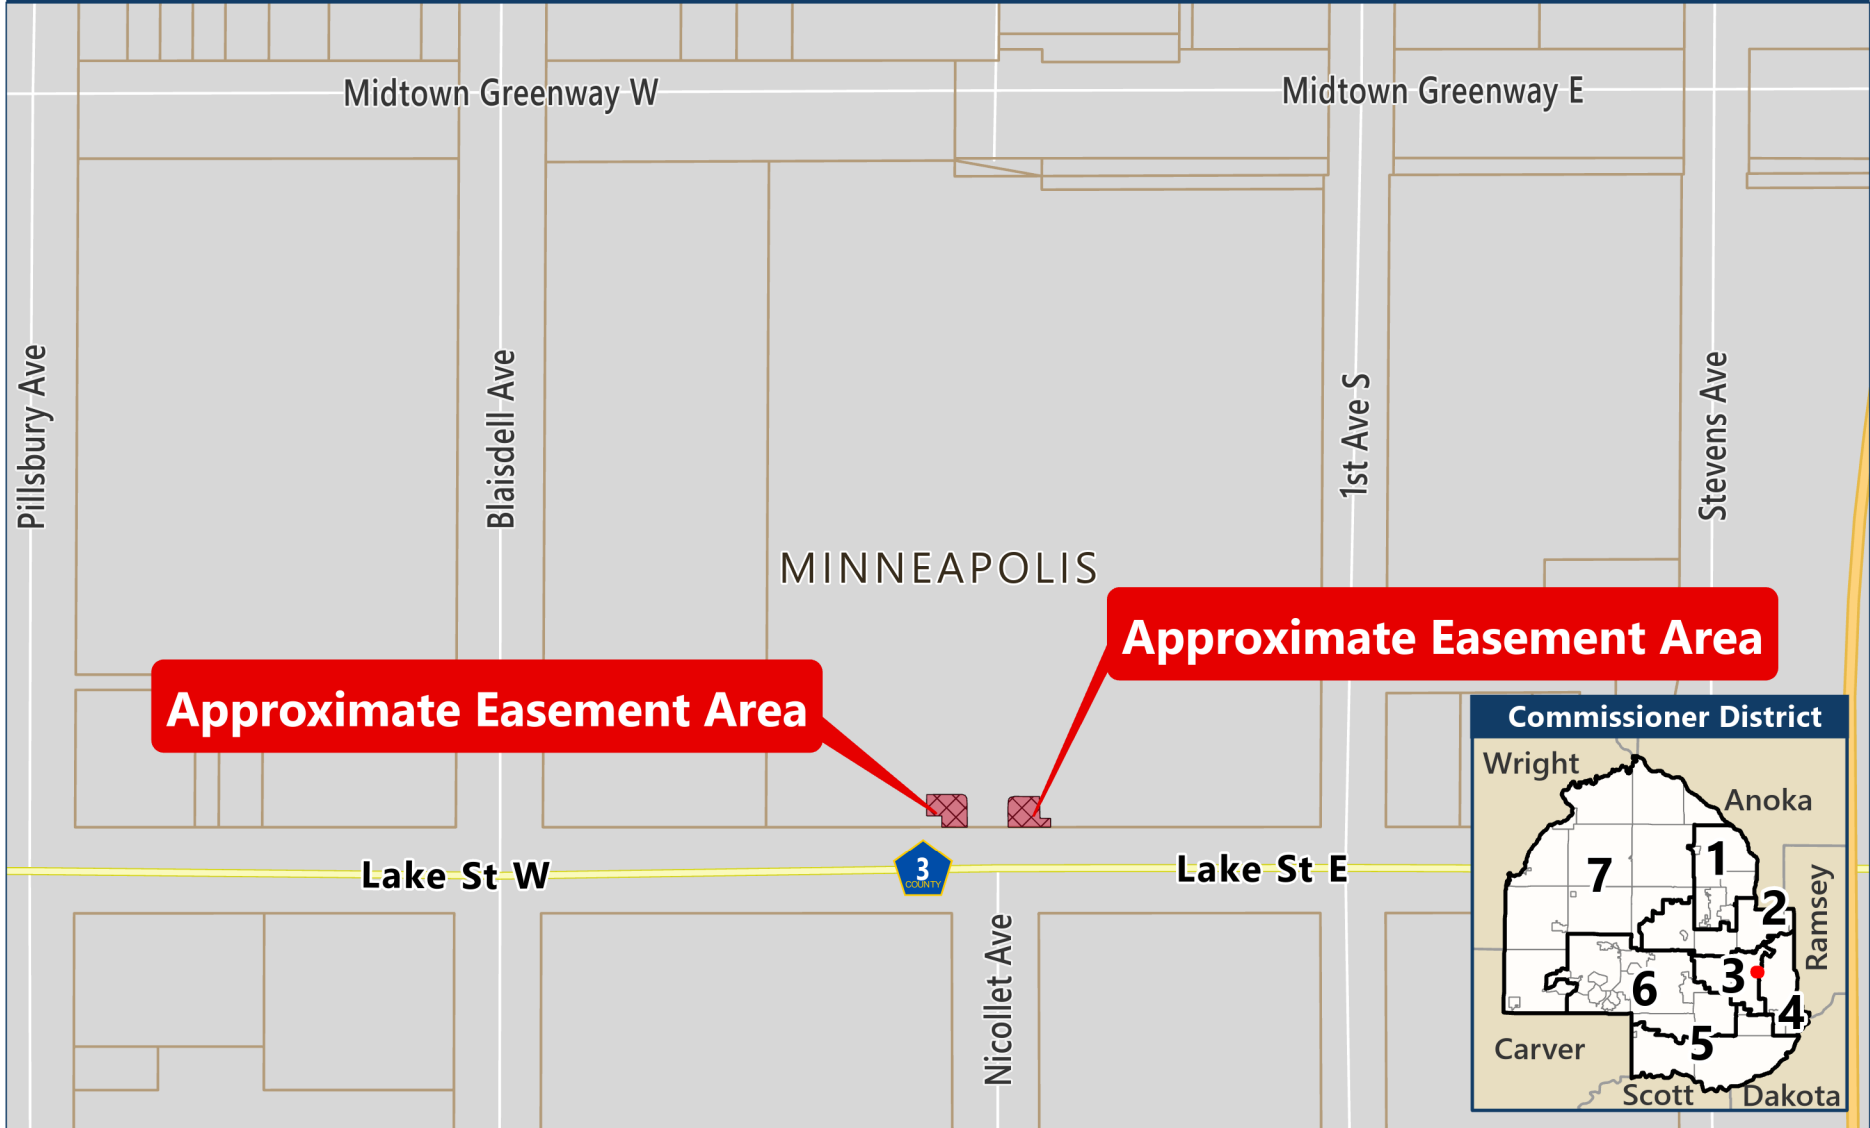 Midtown Greenway W
Midtown Greenway E
Pillsbury Ave
Blaisdell Ave
1st Ave S
Stevens Ave
MINNEAPOLIS
Approximate Easement Area
Approximate Easement Area
Lake St W
3
COUNTY
Lake St E
Nicollet Ave
Commissioner District
Wright
Anoka
1
7
2
Ramsey
3
6
4
5
Carver
Scott
Dakota